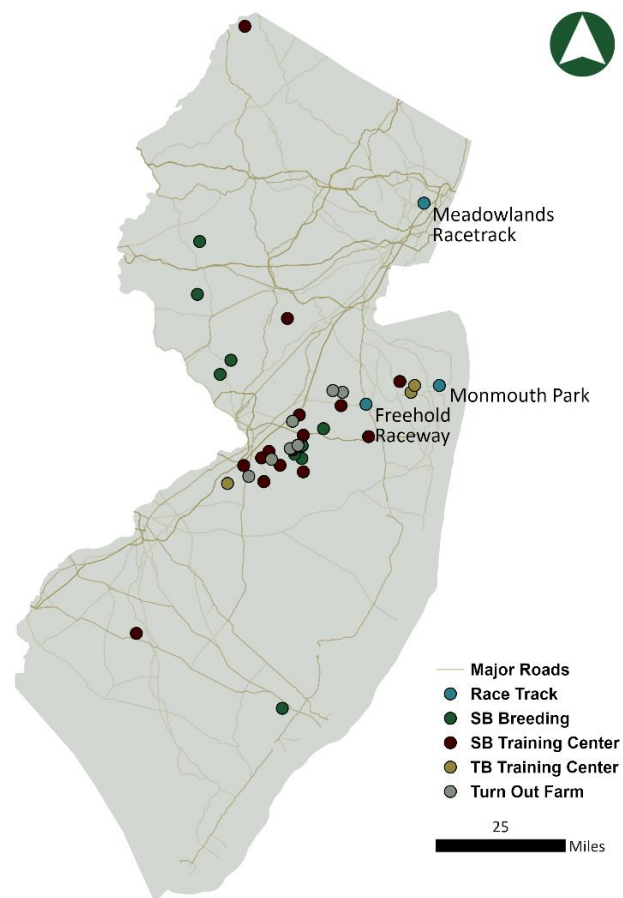 Meadowlands
Racetrack
Monmouth Park
Freehold
Raceway
Major Roads
Race Track
SB Breeding
SB Training Center
TB Training Center
Turn Out Farm
25
Miles